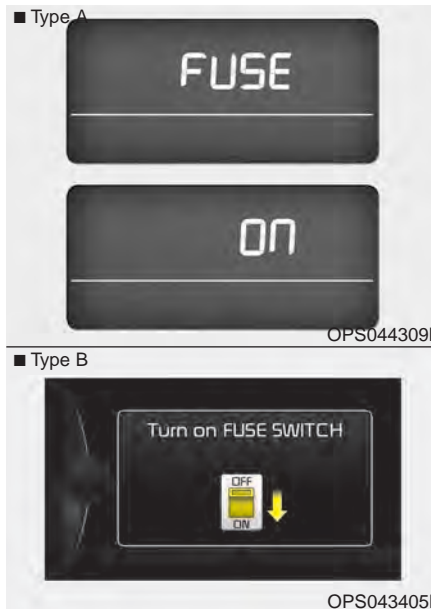 ■ Type A
FUSE
on
OPS044309
■ Type B
Turn on FUSE SWITCH
OFF
ON
OPS043405